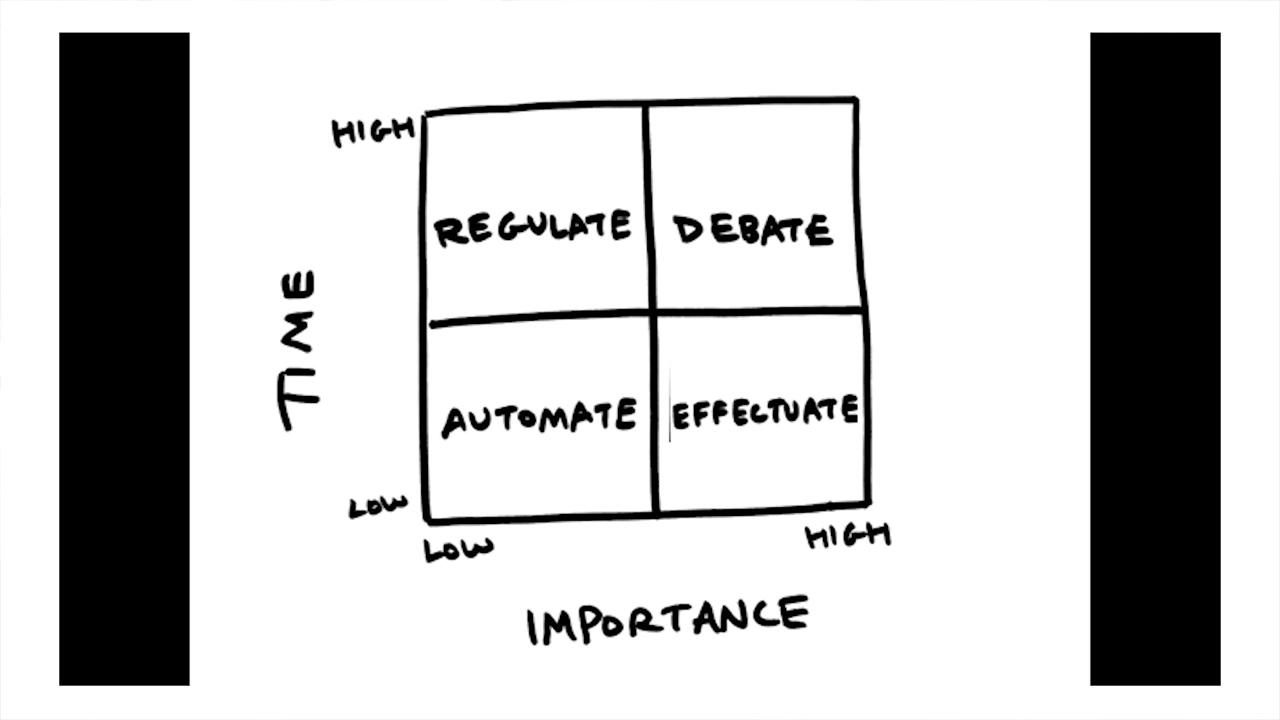 HIGH
REGULATE DEBATE
TIME
AUTOMATE EFFECTUATE
LOW
LOW HIGH
IMPORTANCE